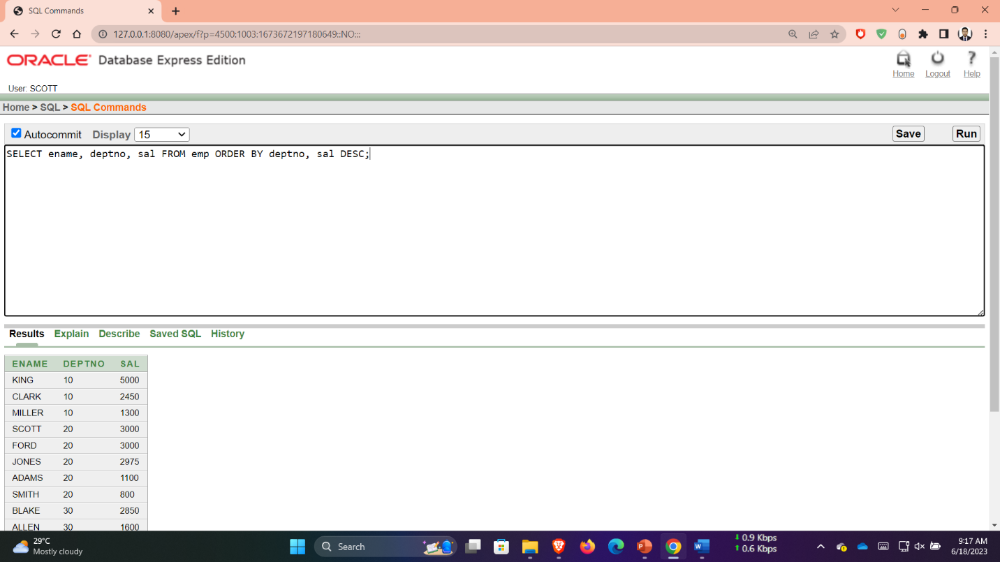 SQL Commands
127.0.0.1:8080/apex/f?p=4500:1003:1673672197180649::NO:::
ORACLE Database Express Edition
Home Logout Help
User: SCOTT
Home > SQL > SQL Commands
Autocommit Display 15 Save Run
SELECT ename, deptno, sal FROM emp ORDER BY deptno, sal DESC;
Results Explain Describe Saved SQL History
ENAME DEPTNO SAL
KING 10 5000
CLARK 10 2450
MILLER 10 1300
SCOTT 20 3000
FORD 20 3000
JONES 20 2975
ADAMS 20 1100
SMITH 20 800
BLAKE 30 2850
ALLEN 30 1600
29°C
Mostly cloudy
Search
0.9 Kbps
0.6 Kbps
9:17 AM
6/18/2023